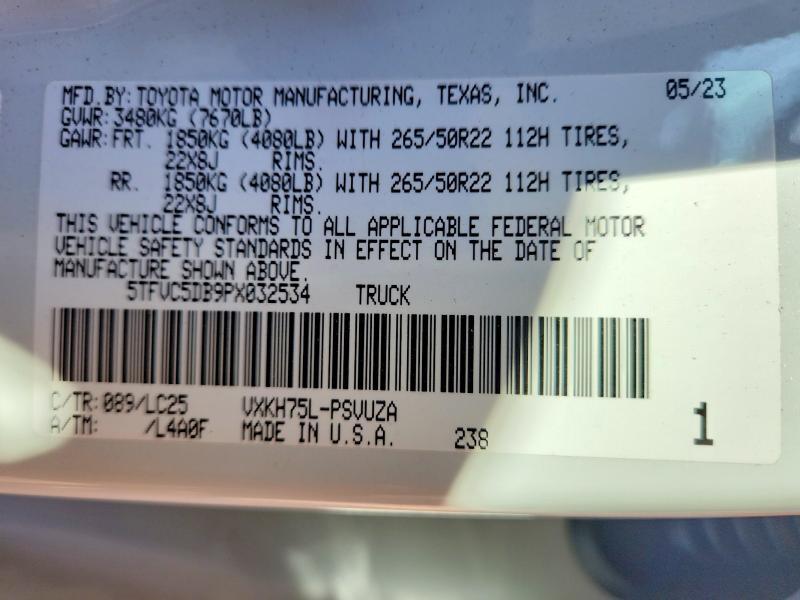 MFD.BY: TOYOTA MOTOR MANUFACTURING, TEXAS, INC. 05/23
GVWR: 3480KG (7670LB)
GAWR: FRT. 1850KG (4080LB) WITH 265/50R22 112H TIRES,
22X8J RIMS.
RR. 1850KG (4080LB) WITH 265/50R22 112H TIRES,
22X8J RIMS.
THIS VEHICLE CONFORMS TO ALL APPLICABLE FEDERAL MOTOR
VEHICLE SAFETY STANDARDS IN EFFECT ON THE DATE OF
MANUFACTURE SHOWN ABOVE.
5TFVC5DB9PX032534 TRUCK
C/TR: 089/LC25 VXKH75L-PSVUZA
A/TM: /L4A0F MADE IN U.S.A. 238 1